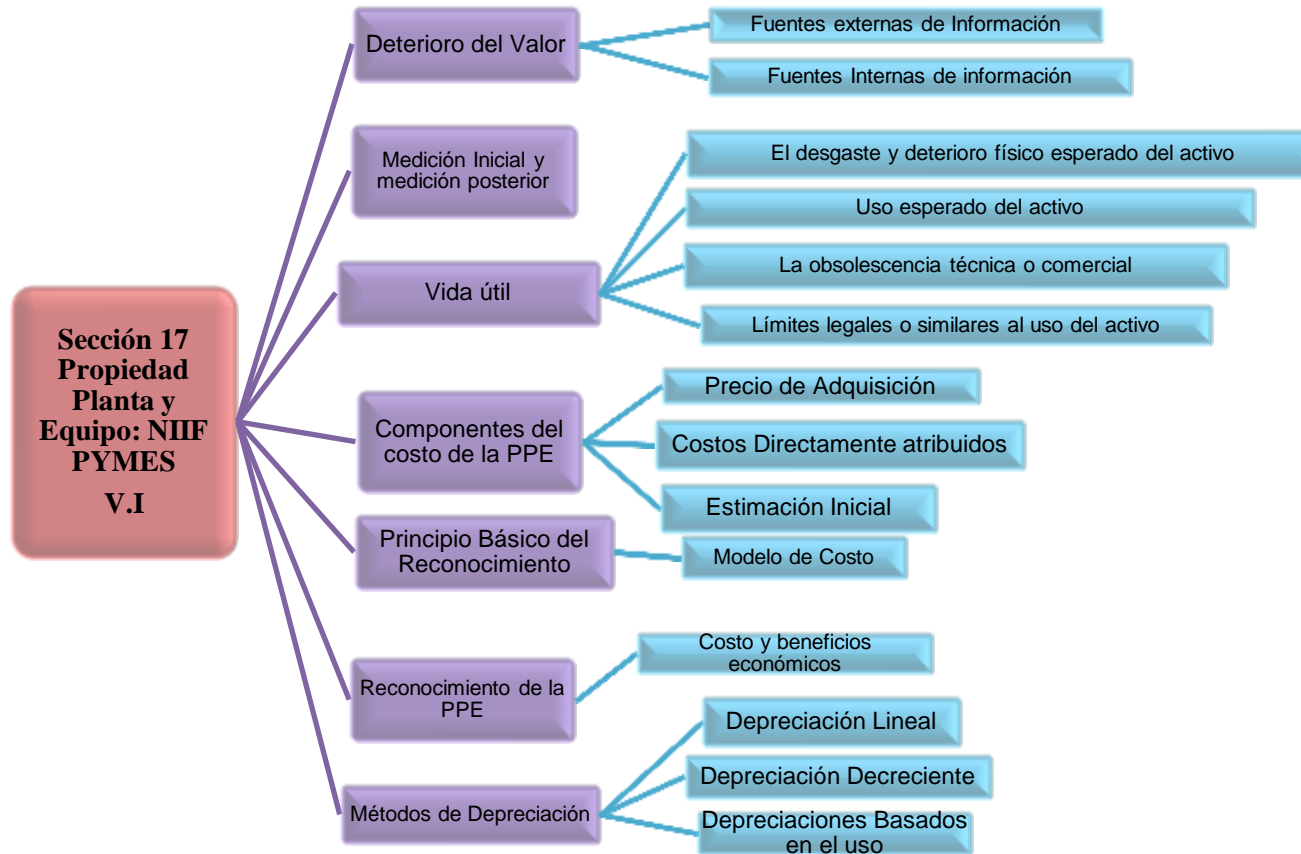 Sección 17
Propiedad
Planta y
Equipo: NIIF
PYMES
V.I
Deterioro del Valor
Fuentes externas de Información
Fuentes Internas de información
Medición Inicial y
medición posterior
Vida útil
El desgaste y deterioro físico esperado del activo
Uso esperado del activo
La obsolescencia técnica o comercial
Límites legales o similares al uso del activo
Componentes del
costo de la PPE
Precio de Adquisición
Costos Directamente atribuidos
Estimación Inicial
Principio Básico del
Reconocimiento
Modelo de Costo
Reconocimiento de la
PPE
Costo y beneficios
económicos
Métodos de Depreciación
Depreciación Lineal
Depreciación Decreciente
Depreciaciones Basados
en el uso